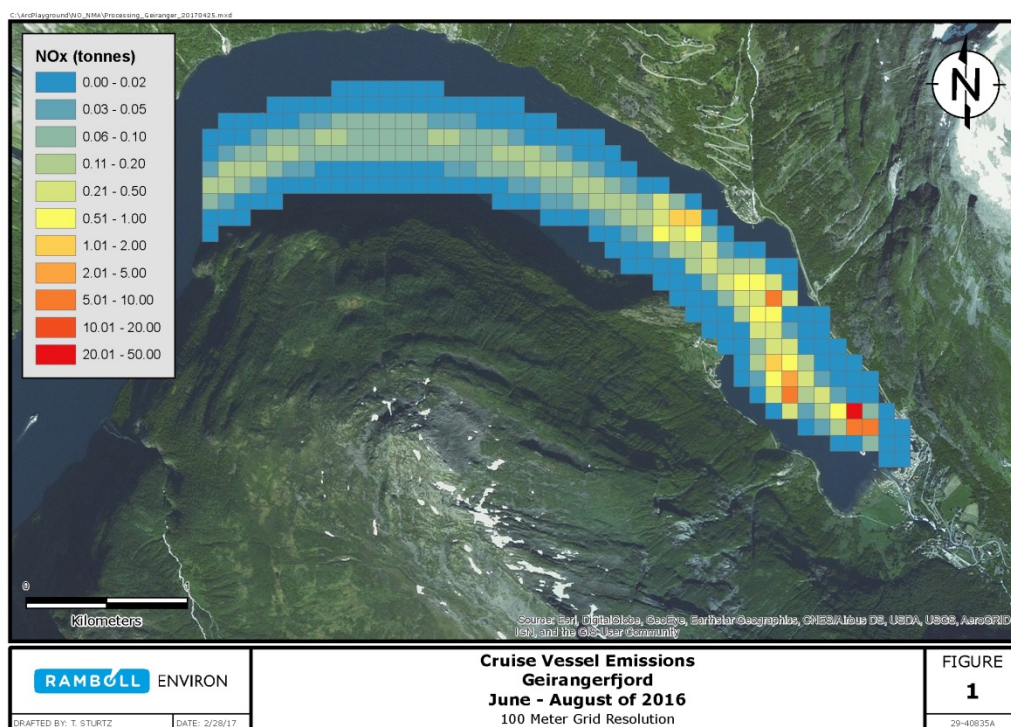 C:\ArcPlayground\NO_NMA\Processing_Geiranger_20170425.mxd
NOx (tonnes)
0.00 - 0.02
0.03 - 0.05
0.06 - 0.10
0.11 - 0.20
0.21 - 0.50
0.51 - 1.00
1.01 - 2.00
2.01 - 5.00
5.01 - 10.00
10.01 - 20.00
20.01 - 50.00
N
0 1
Kilometers
Source: Esri, DigitalGlobe, GeoEye, Earthstar Geographics, CNES/Airbus DS, USDA, USGS, AeroGRID,
IGN, and the GIS User Community
RAMBOLL ENVIRON
DRAFTED BY: T. STURTZ
DATE: 2/28/17
Cruise Vessel Emissions
Geirangerfjord
June - August of 2016
100 Meter Grid Resolution
FIGURE
1
29-40835A